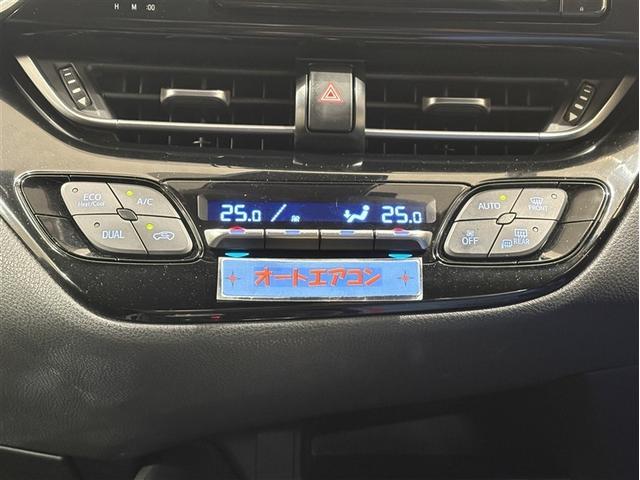 H M :00
ECO
Heat/Cool
A/C
DUAL
25.0
25.0
AUTO
FRONT
OFF
REAR
オートエアコン